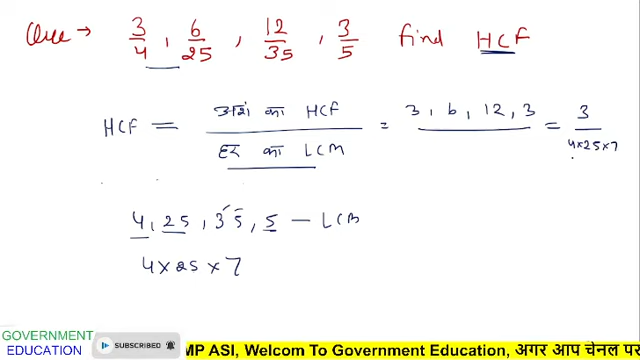 Que → 3/4 , 6/25 , 12/35 , 3/5 find HCF
HCF = अंश का HCF / हर का LCM = 3, 6, 12, 3 / = 3 / 4×25×7
4, 25, 35, 5 — LCM
4×25×7
GOVERNMENT
EDUCATION
SUBSCRIBED
MP ASI, Welcom To Government Education, अगर आप चेनल पर